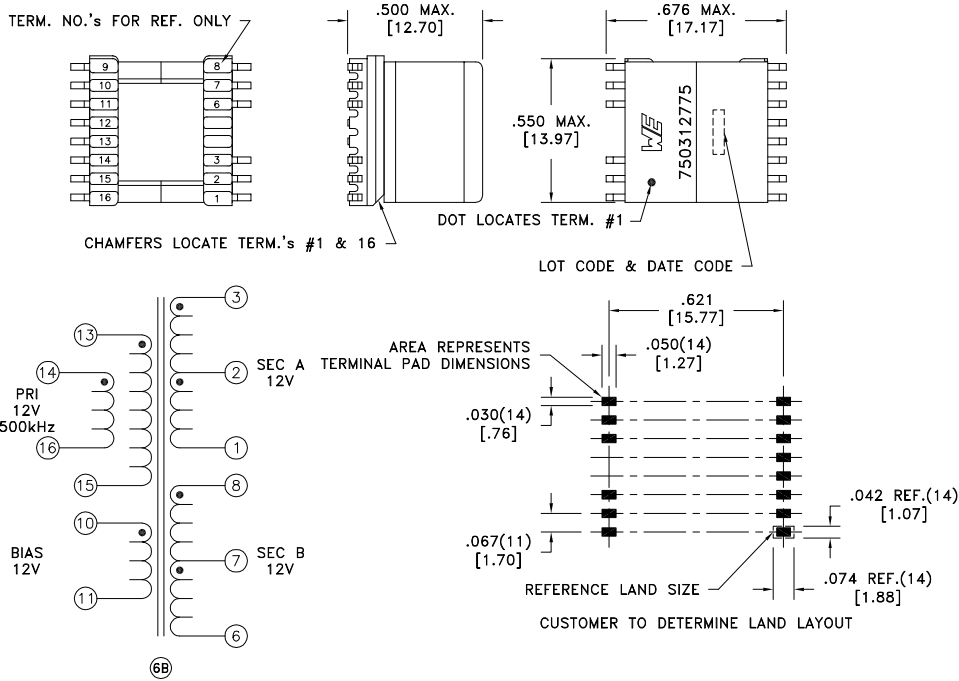 TERM. NO.'s FOR REF. ONLY
9
10
11
12
13
14
15
16
8
7
6
3
2
1
CHAMFERS LOCATE TERM.'s #1 & 16
.500 MAX.
[12.70]
.550 MAX.
[13.97]
.676 MAX.
[17.17]
WE
750312775
DOT LOCATES TERM. #1
LOT CODE & DATE CODE
13
14
PRI
12V
500kHz
16
15
10
BIAS
12V
11
3
2
SEC A
12V
1
8
7
SEC B
12V
6
6B
.621
[15.77]
AREA REPRESENTS
TERMINAL PAD DIMENSIONS
.050(14)
[1.27]
.030(14)
[.76]
.067(11)
[1.70]
.042 REF.(14)
[1.07]
.074 REF.(14)
[1.88]
REFERENCE LAND SIZE
CUSTOMER TO DETERMINE LAND LAYOUT